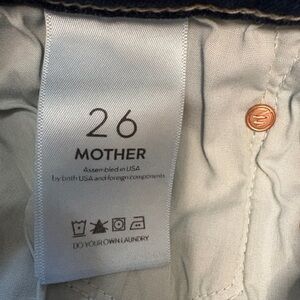 26
MOTHER
Assembled in USA
by both USA and foreign components
DO YOUR OWN LAUNDRY